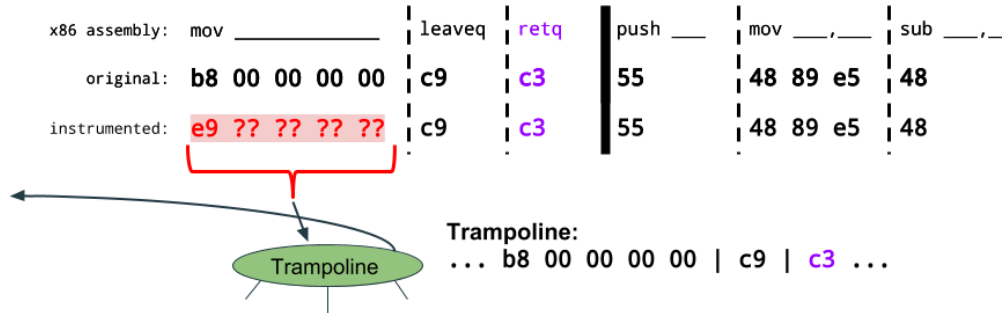 x86 assembly: mov ______________ leaveq retq push ___ mov ___,___ sub ___,_
original: b8 00 00 00 00 c9 c3 55 48 89 e5 48
instrumented: e9 ?? ?? ?? ?? c9 c3 55 48 89 e5 48
Trampoline:
... b8 00 00 00 00 | c9 | c3 ...
Trampoline